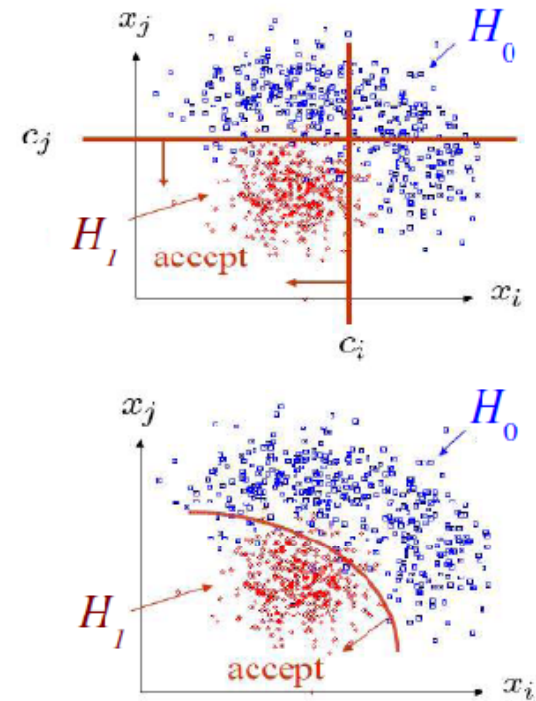 x_j
H_0
c_j
H_1
accept
x_i
c_i
x_j
H_0
H_1
accept
x_i